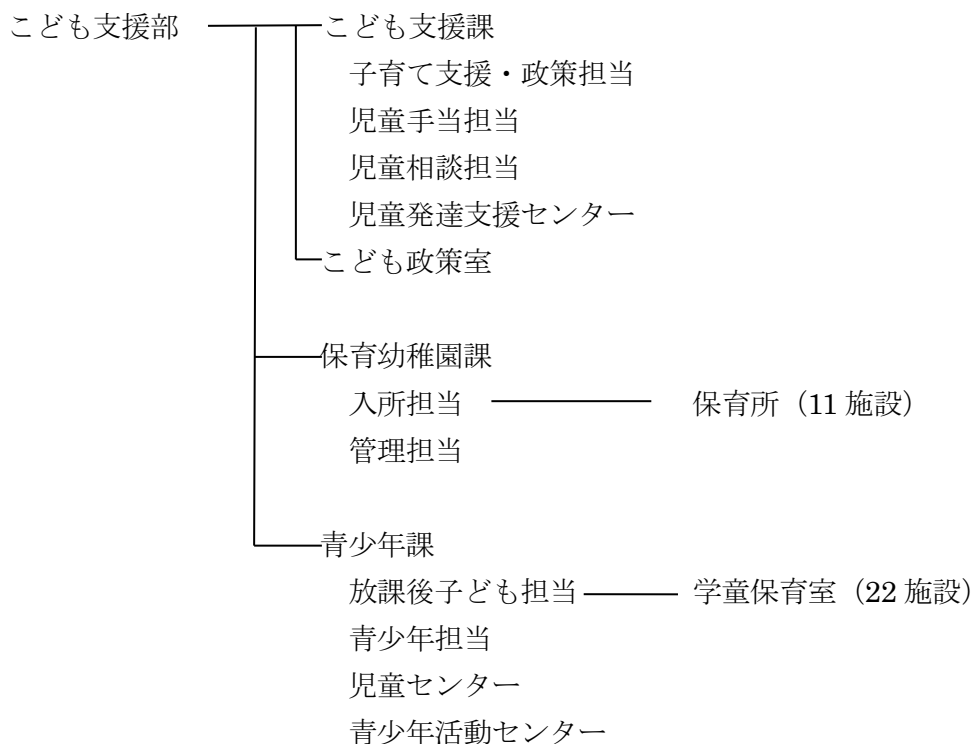 こども支援部 こども支援課
子育て支援・政策担当
児童手当担当
児童相談担当
児童発達支援センター
こども政策室
保育幼稚園課
入所担当 保育所（11 施設）
管理担当
青少年課
放課後子ども担当 学童保育室（22 施設）
青少年担当
児童センター
青少年活動センター